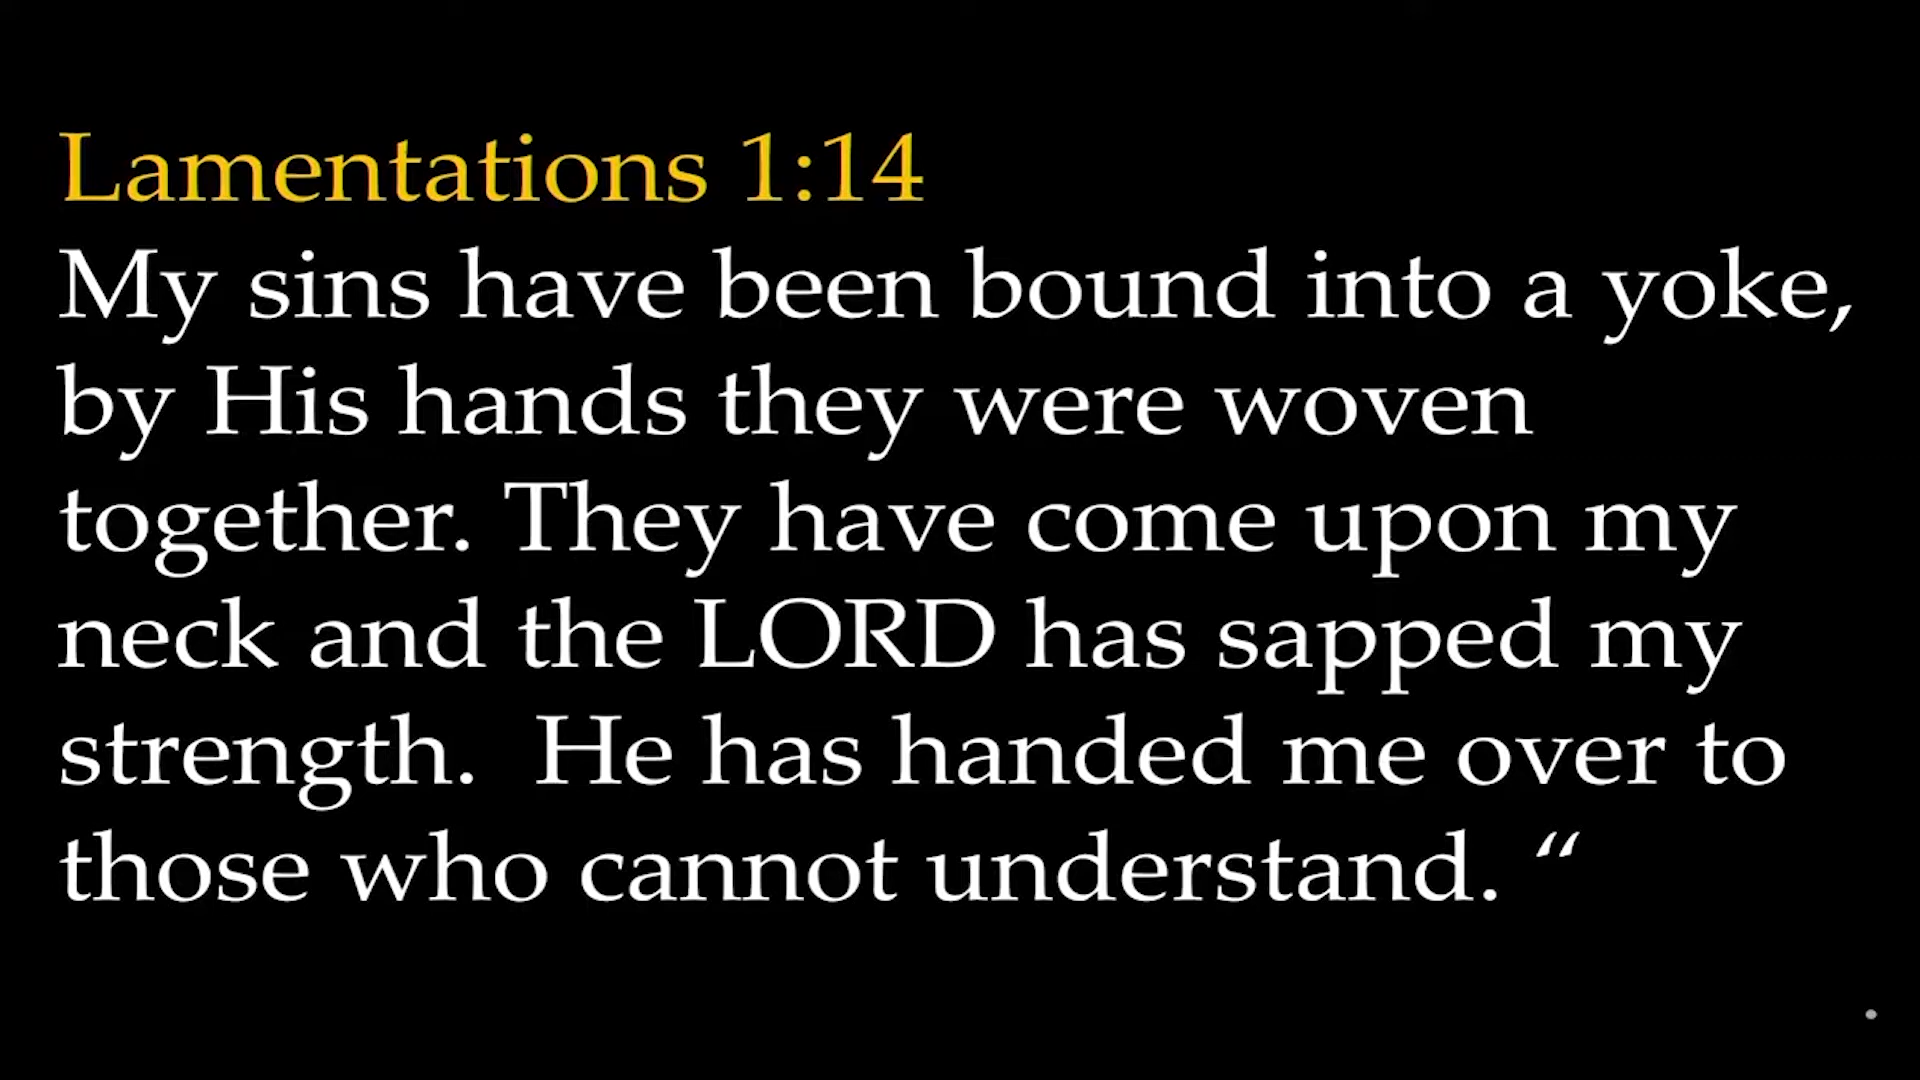 Lamentations 1:14
My sins have been bound into a yoke,
by His hands they were woven
together. They have come upon my
neck and the LORD has sapped my
strength.  He has handed me over to
those who cannot understand. “